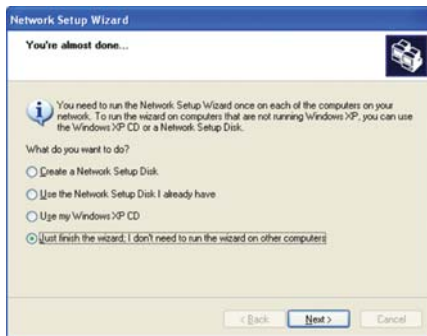 Network Setup Wizard
You're almost done...
You need to run the Network Setup Wizard once on each of the computers on your
network. To run the wizard on computers that are not running Windows XP, you can use
the Windows XP CD or a Network Setup Disk.
What do you want to do?
Create a Network Setup Disk
Use the Network Setup Disk I already have
Use my Windows XP CD
Just finish the wizard; I don't need to run the wizard on other computers
< Back Next > Cancel